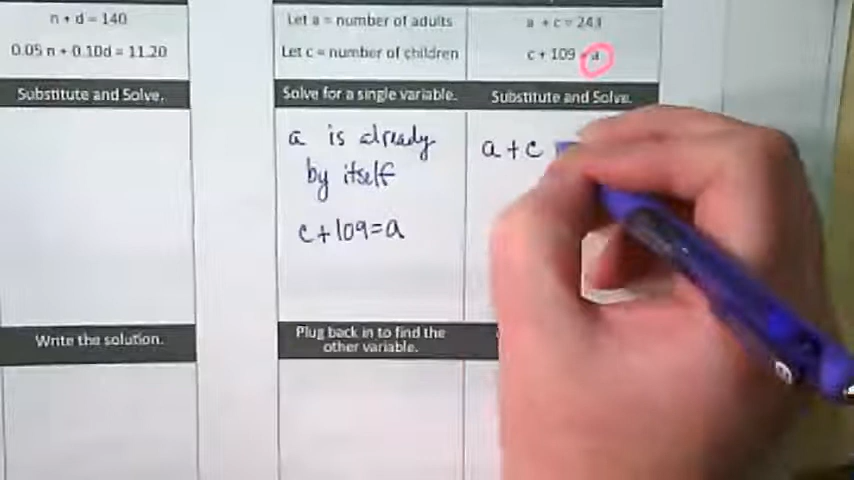 n + d = 140
0.05 n + 0.10d = 11.20
Substitute and Solve.
Write the solution.
Let a = number of adults
Let c = number of children
a + c = 243
c + 109 = a
Solve for a single variable.
Substitute and Solve.
a is already
by itself
c+109=a
a+c
Plug back in to find the
other variable.